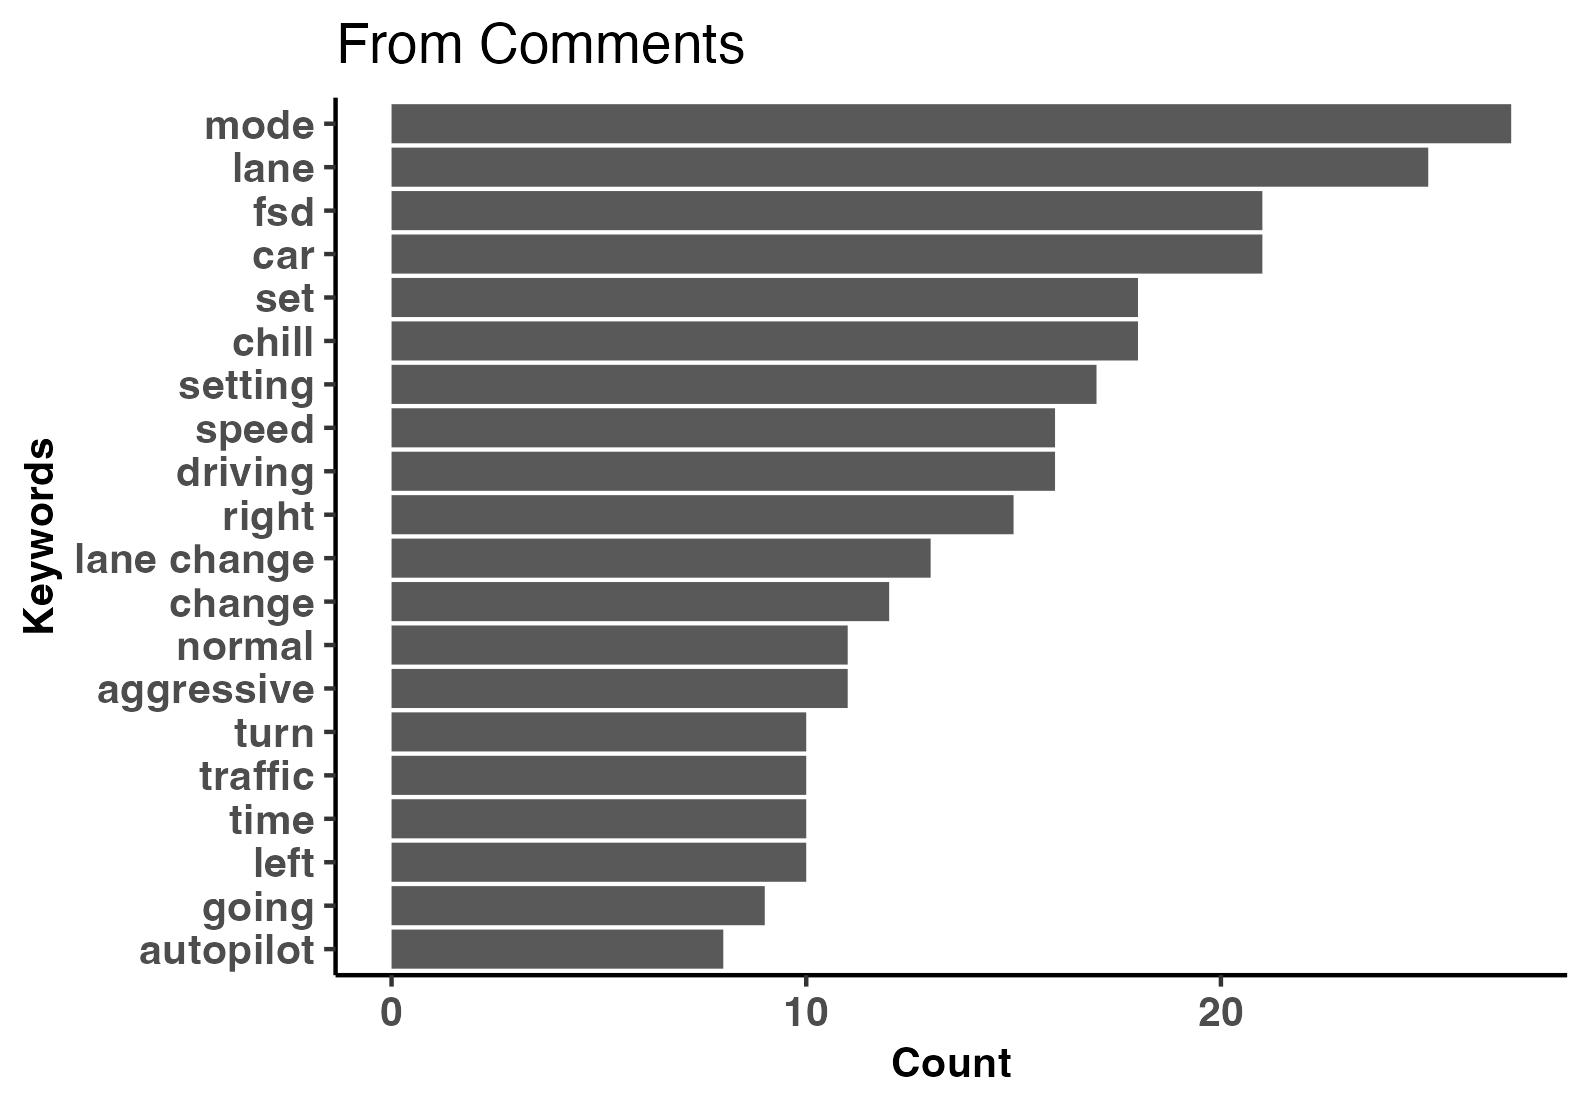 From Comments
Keywords
mode
lane
fsd
car
set
chill
setting
speed
driving
right
lane change
change
normal
aggressive
turn
traffic
time
left
going
autopilot
0 10 20
Count